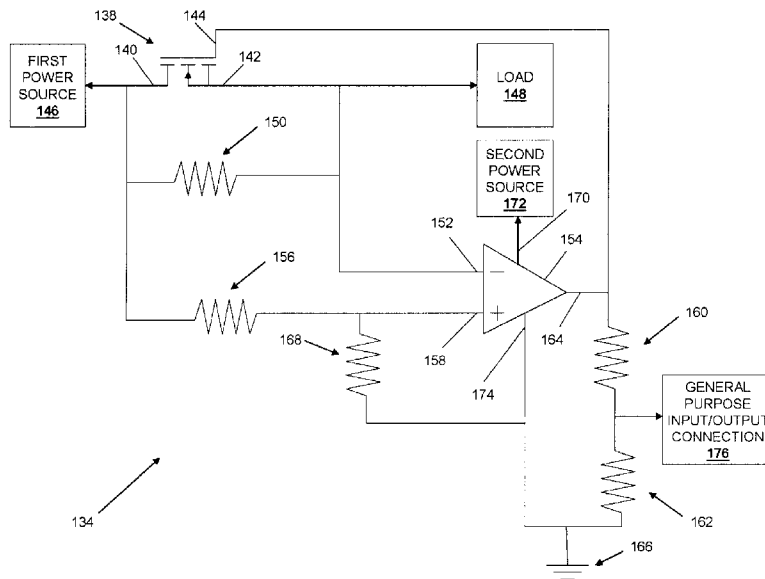 144
138
140
142
FIRST
POWER
SOURCE
146
LOAD
148
150
SECOND
POWER
SOURCE
172
170
156
152
154
−
+
160
168
158
164
174
GENERAL
PURPOSE
INPUT/OUTPUT
CONNECTION
176
134
162
166